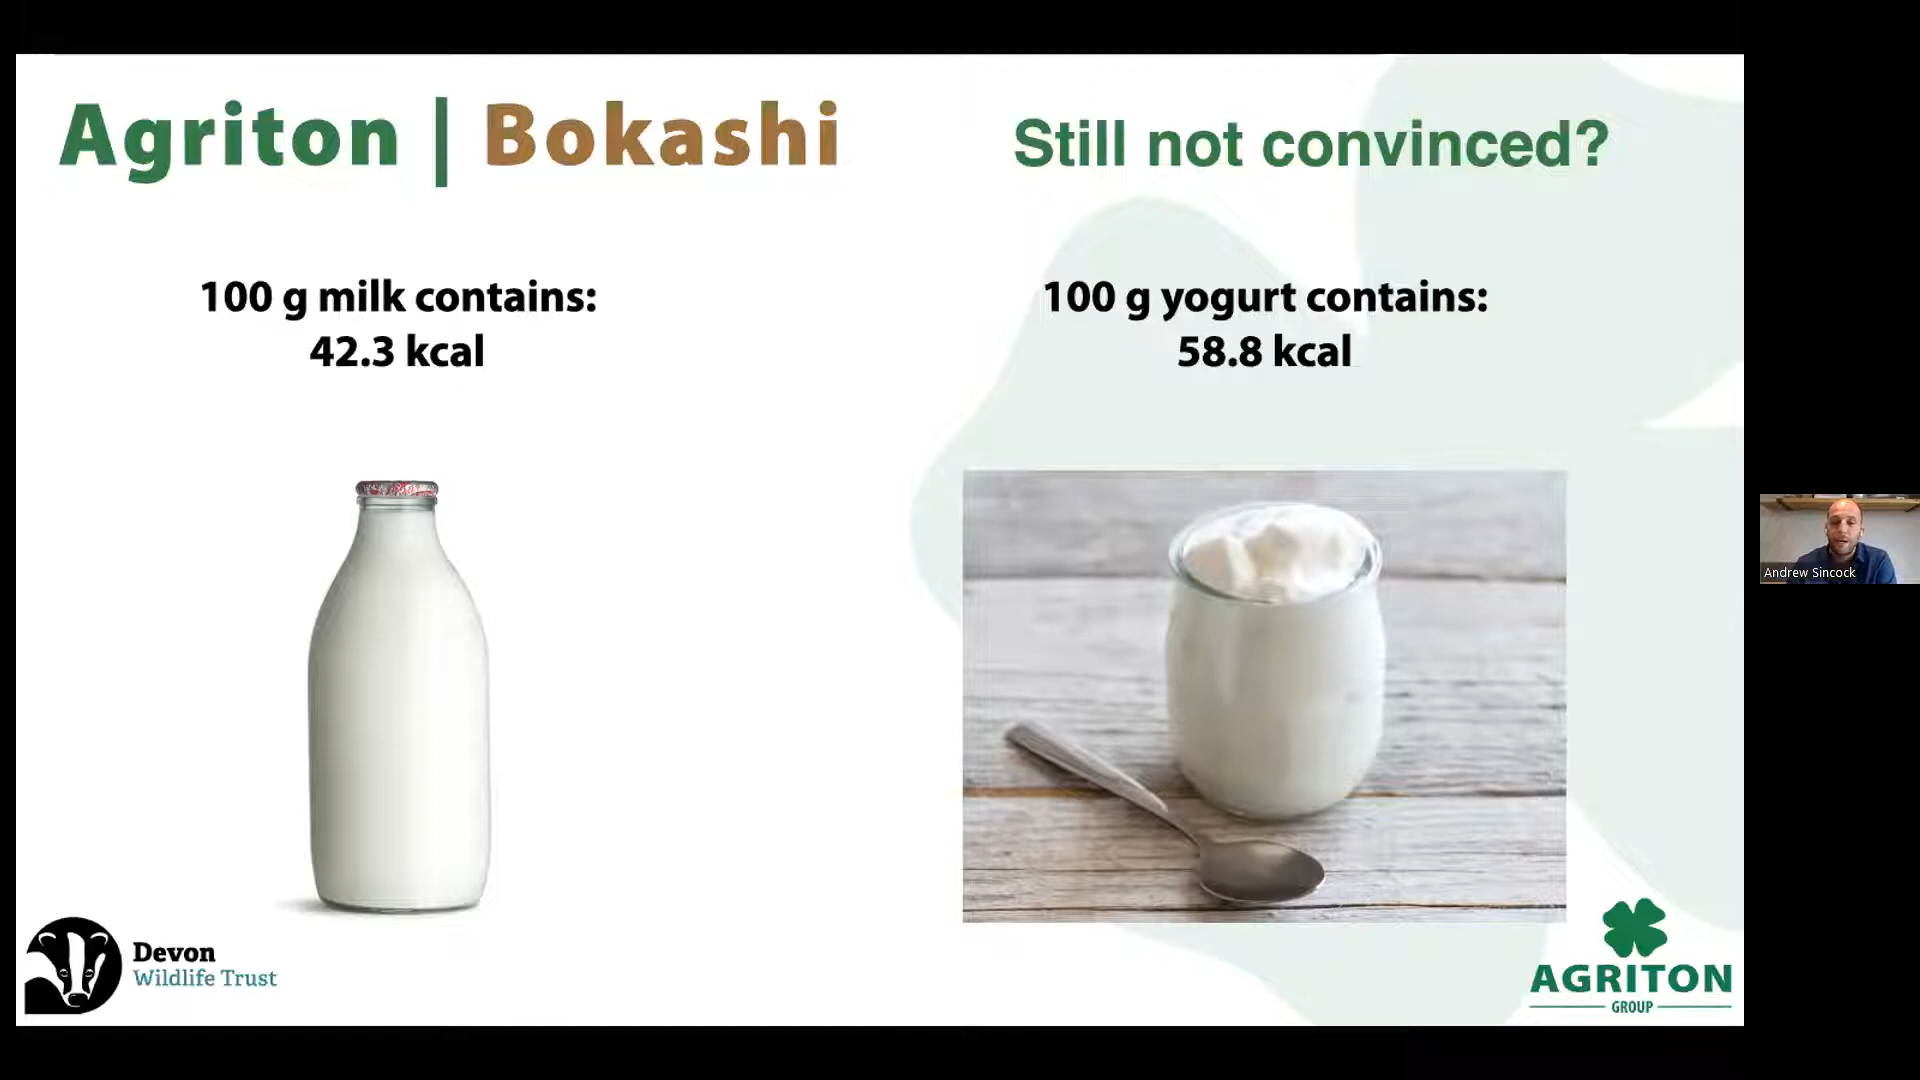 Agriton | Bokashi
Still not convinced?
100 g milk contains:
42.3 kcal
100 g yogurt contains:
58.8 kcal
Andrew Sincock
Devon
Wildlife Trust
AGRITON
GROUP